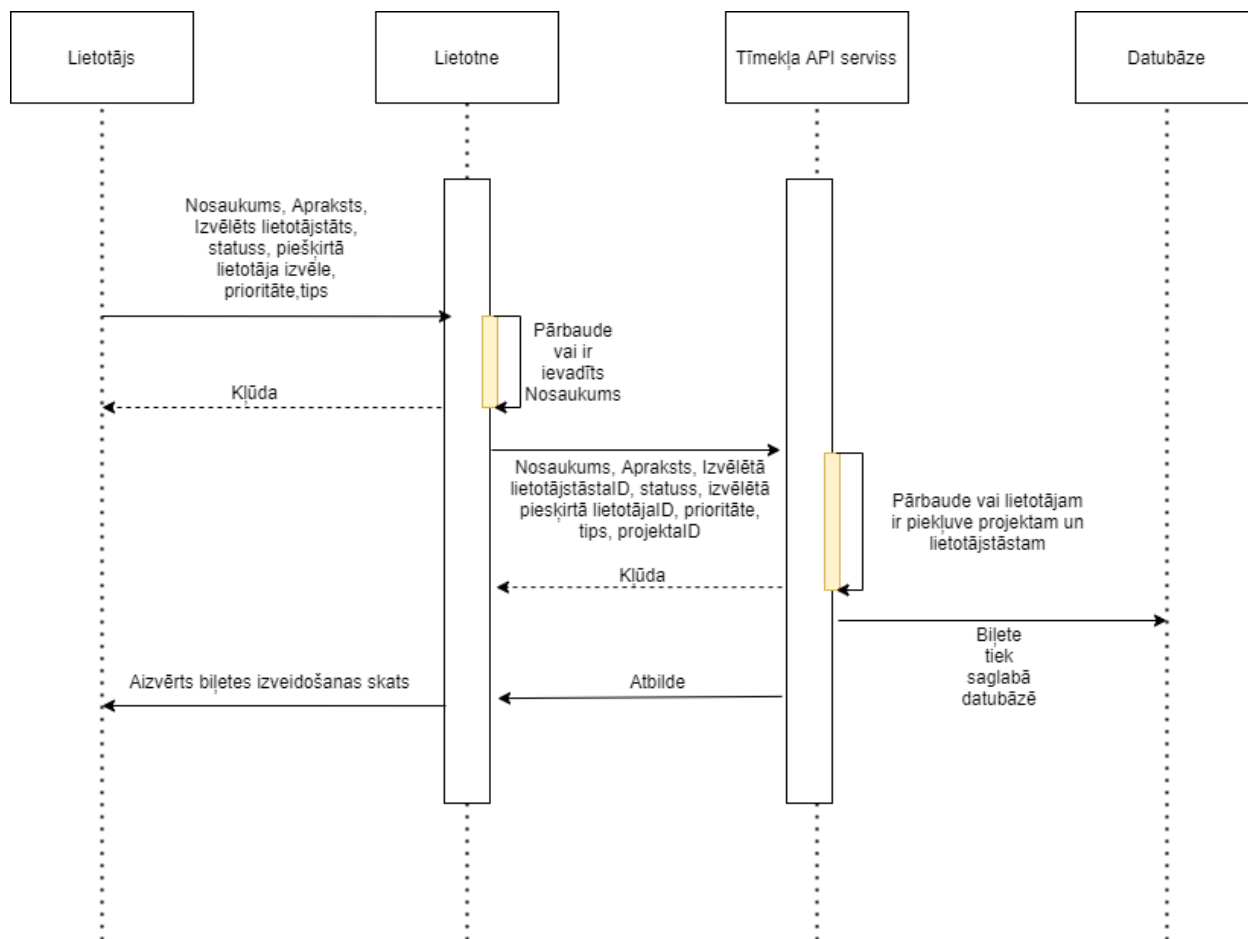 Lietotājs
Lietotne
Tīmekļa API serviss
Datubāze
Nosaukums, Apraksts,
Izvēlēts lietotājstāts,
statuss, piešķirtā
lietotāja izvēle,
prioritāte,tips
Pārbaude
vai ir
ievadīts
Nosaukums
Kļūda
Nosaukums, Apraksts, Izvēlētā
lietotājstāstaID, statuss, izvēlētā
piesķirtā lietotājaID, prioritāte,
tips, projektaID
Pārbaude vai lietotājam
ir piekļuve projektam un
lietotājstāstam
Kļūda
Biļete
tiek
saglabā
datubāzē
Atbilde
Aizvērts biļetes izveidošanas skats